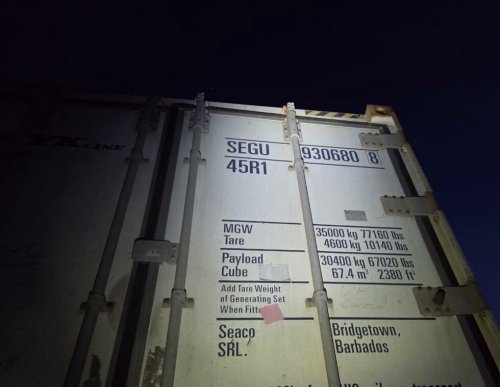 LINE
SEGU 930680 8
45R1
MGW 35000 kg 77160 lbs
Tare 4600 kg 10140 lbs
Payload 30400 kg 67020 lbs
Cube 67.4 m³ 2380 ft³
Add Tare Weight
of Generating Set
When Fitted
Seaco Bridgetown,
SRL. Barbados